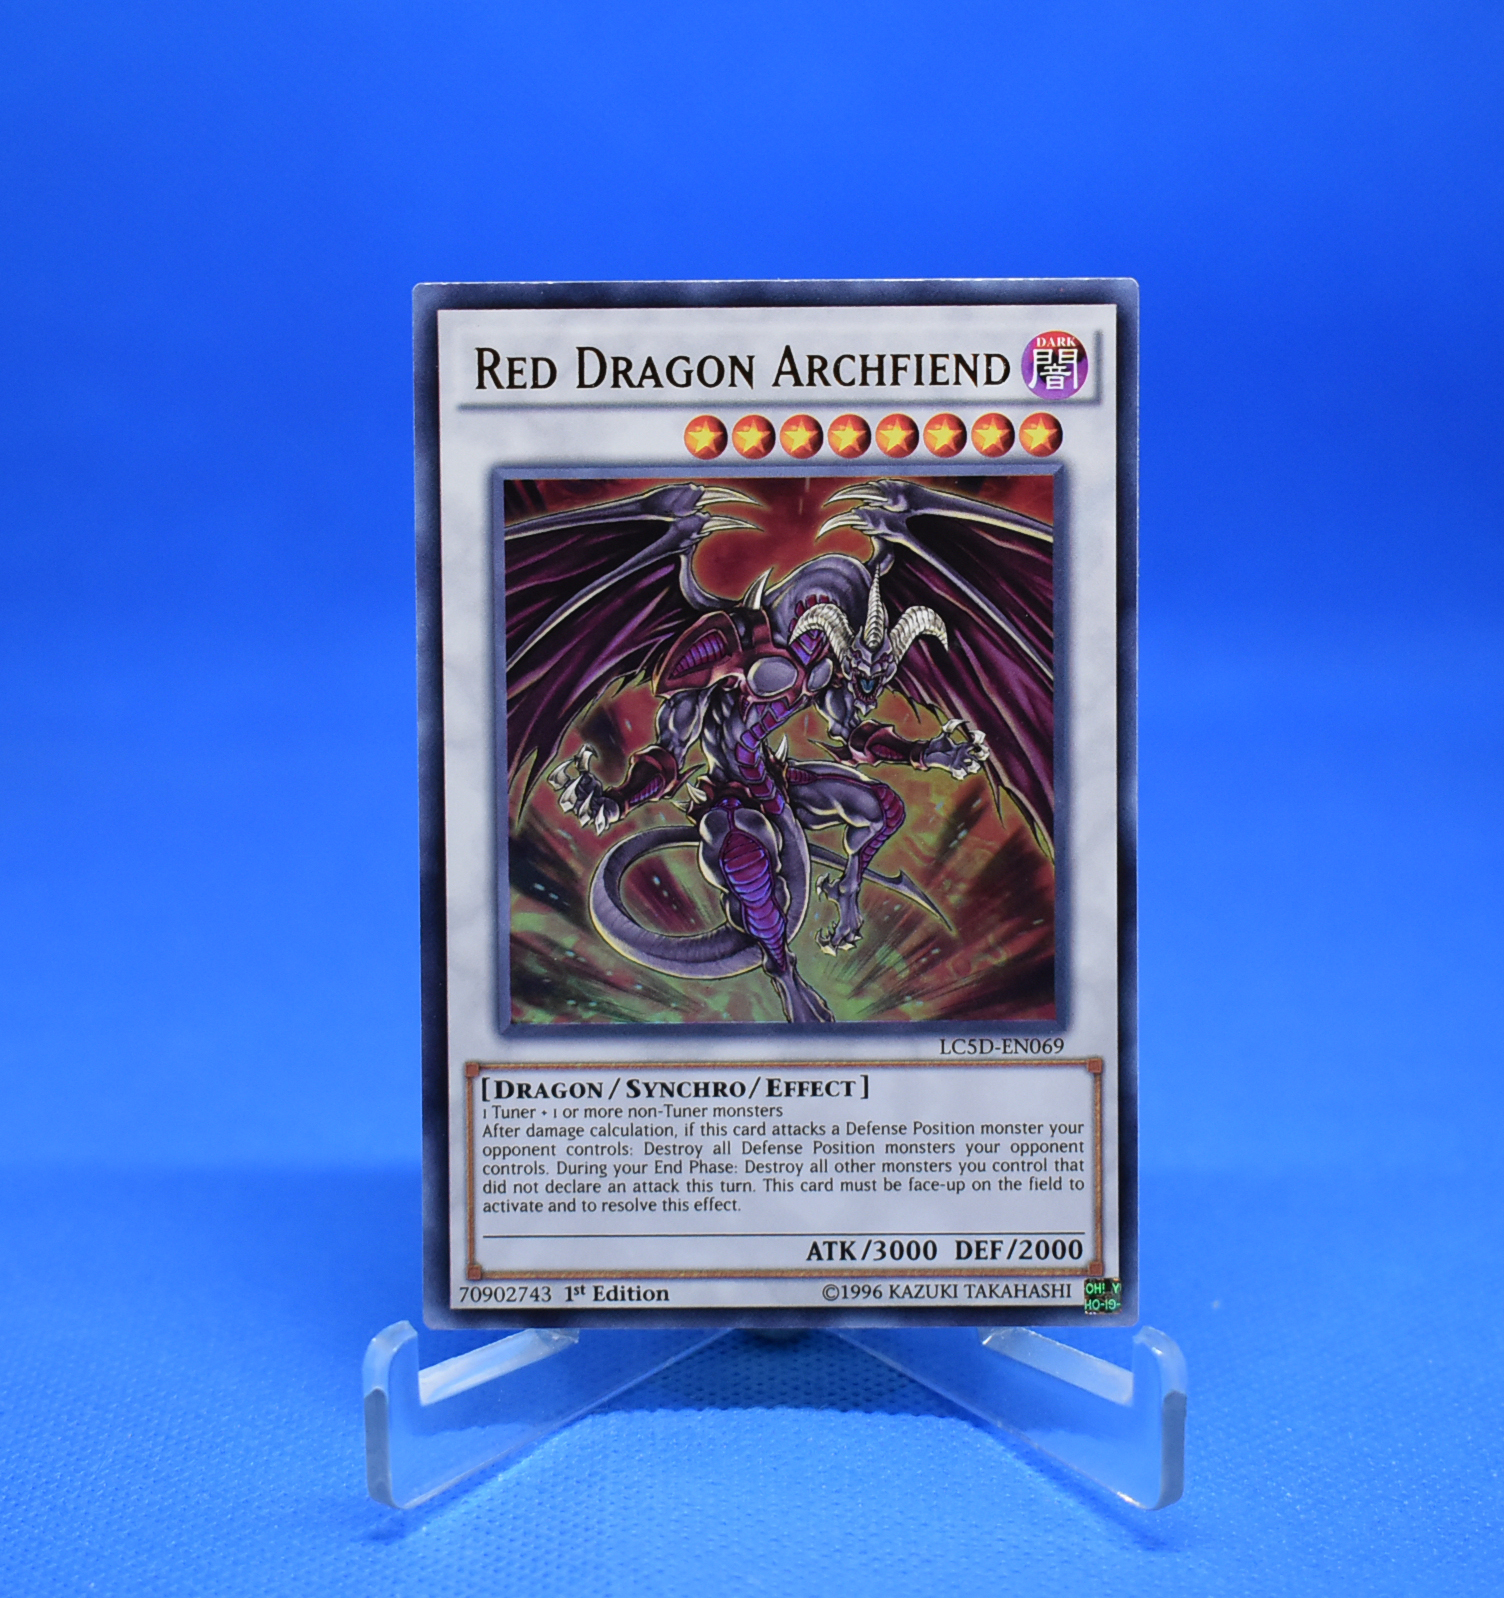 RED DRAGON ARCHFIEND
DARK
闇
LC5D-EN069
[DRAGON/SYNCHRO/EFFECT]
1 Tuner + 1 or more non-Tuner monsters
After damage calculation, if this card attacks a Defense Position monster your
opponent controls: Destroy all Defense Position monsters your opponent
controls. During your End Phase: Destroy all other monsters you control that
did not declare an attack this turn. This card must be face-up on the field to
activate and to resolve this effect.
ATK/3000 DEF/2000
70902743 1st Edition ©1996 KAZUKI TAKAHASHI